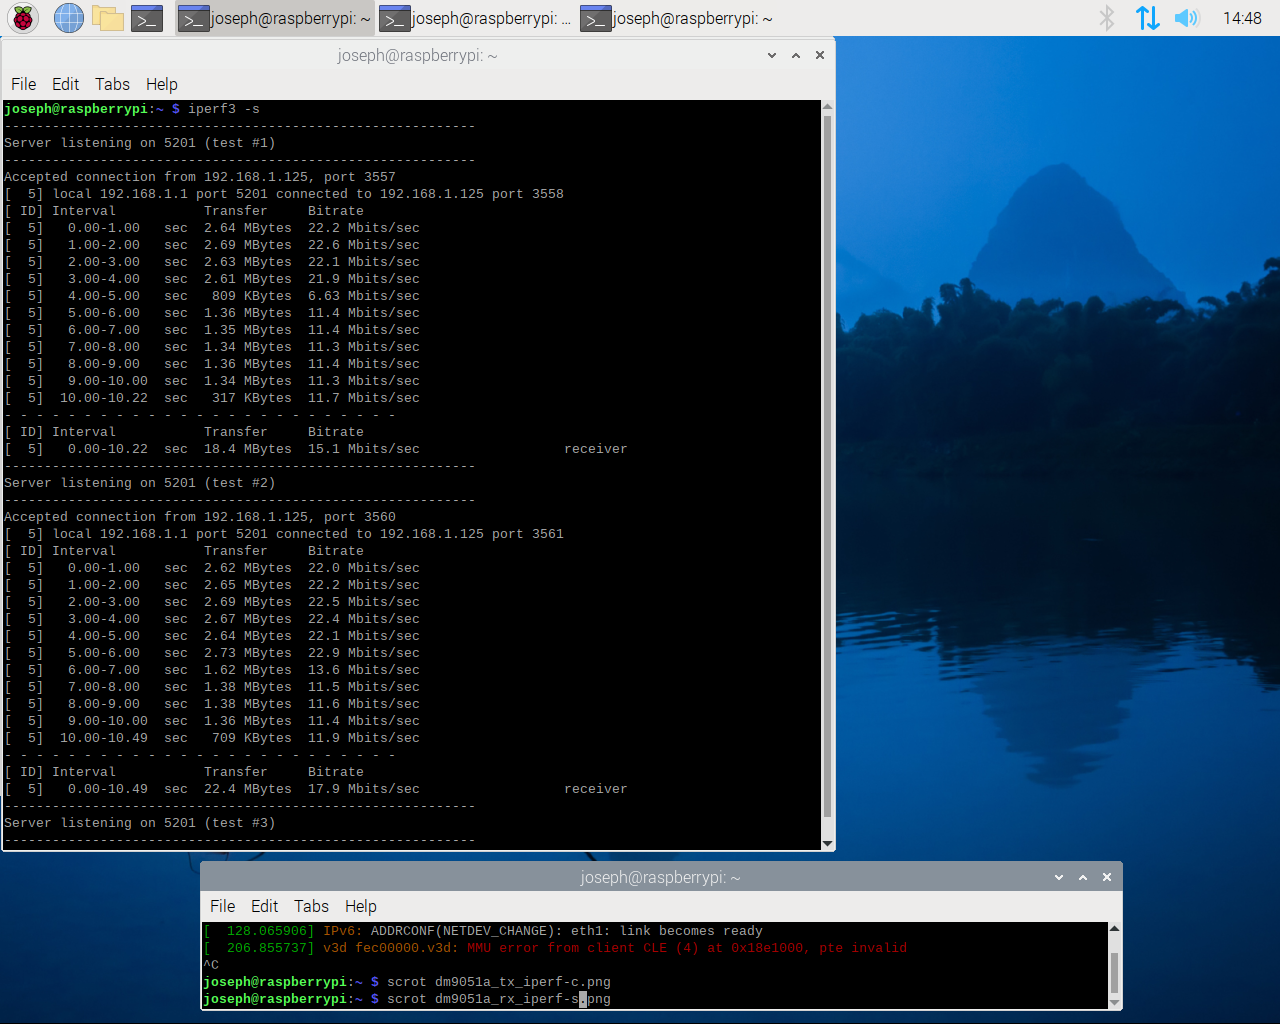 joseph@raspberrypi: ~ joseph@raspberrypi: ... joseph@raspberrypi: ~ 14:48
joseph@raspberrypi: ~
File Edit Tabs Help
joseph@raspberrypi:~ $ iperf3 -s
-----------------------------------------------------------
Server listening on 5201 (test #1)
-----------------------------------------------------------
Accepted connection from 192.168.1.125, port 3557
[  5] local 192.168.1.1 port 5201 connected to 192.168.1.125 port 3558
[ ID] Interval           Transfer     Bitrate
[  5]   0.00-1.00   sec  2.64 MBytes  22.2 Mbits/sec
[  5]   1.00-2.00   sec  2.69 MBytes  22.6 Mbits/sec
[  5]   2.00-3.00   sec  2.63 MBytes  22.1 Mbits/sec
[  5]   3.00-4.00   sec  2.61 MBytes  21.9 Mbits/sec
[  5]   4.00-5.00   sec   809 KBytes  6.63 Mbits/sec
[  5]   5.00-6.00   sec  1.36 MBytes  11.4 Mbits/sec
[  5]   6.00-7.00   sec  1.35 MBytes  11.4 Mbits/sec
[  5]   7.00-8.00   sec  1.34 MBytes  11.3 Mbits/sec
[  5]   8.00-9.00   sec  1.36 MBytes  11.4 Mbits/sec
[  5]   9.00-10.00  sec  1.34 MBytes  11.3 Mbits/sec
[  5]  10.00-10.22  sec   317 KBytes  11.7 Mbits/sec
- - - - - - - - - - - - - - - - - - - - - - - - -
[ ID] Interval           Transfer     Bitrate
[  5]   0.00-10.22  sec  18.4 MBytes  15.1 Mbits/sec                  receiver
-----------------------------------------------------------
Server listening on 5201 (test #2)
-----------------------------------------------------------
Accepted connection from 192.168.1.125, port 3560
[  5] local 192.168.1.1 port 5201 connected to 192.168.1.125 port 3561
[ ID] Interval           Transfer     Bitrate
[  5]   0.00-1.00   sec  2.62 MBytes  22.0 Mbits/sec
[  5]   1.00-2.00   sec  2.65 MBytes  22.2 Mbits/sec
[  5]   2.00-3.00   sec  2.69 MBytes  22.5 Mbits/sec
[  5]   3.00-4.00   sec  2.67 MBytes  22.4 Mbits/sec
[  5]   4.00-5.00   sec  2.64 MBytes  22.1 Mbits/sec
[  5]   5.00-6.00   sec  2.73 MBytes  22.9 Mbits/sec
[  5]   6.00-7.00   sec  1.62 MBytes  13.6 Mbits/sec
[  5]   7.00-8.00   sec  1.38 MBytes  11.5 Mbits/sec
[  5]   8.00-9.00   sec  1.38 MBytes  11.6 Mbits/sec
[  5]   9.00-10.00  sec  1.36 MBytes  11.4 Mbits/sec
[  5]  10.00-10.49  sec   709 KBytes  11.9 Mbits/sec
- - - - - - - - - - - - - - - - - - - - - - - - -
[ ID] Interval           Transfer     Bitrate
[  5]   0.00-10.49  sec  22.4 MBytes  17.9 Mbits/sec                  receiver
-----------------------------------------------------------
Server listening on 5201 (test #3)
-----------------------------------------------------------
joseph@raspberrypi: ~
File Edit Tabs Help
[  128.065906] IPv6: ADDRCONF(NETDEV_CHANGE): eth1: link becomes ready
[  206.855737] v3d fec00000.v3d: MMU error from client CLE (4) at 0x18e1000, pte invalid
^C
joseph@raspberrypi:~ $ scrot dm9051a_tx_iperf-c.png
joseph@raspberrypi:~ $ scrot dm9051a_rx_iperf-s.png